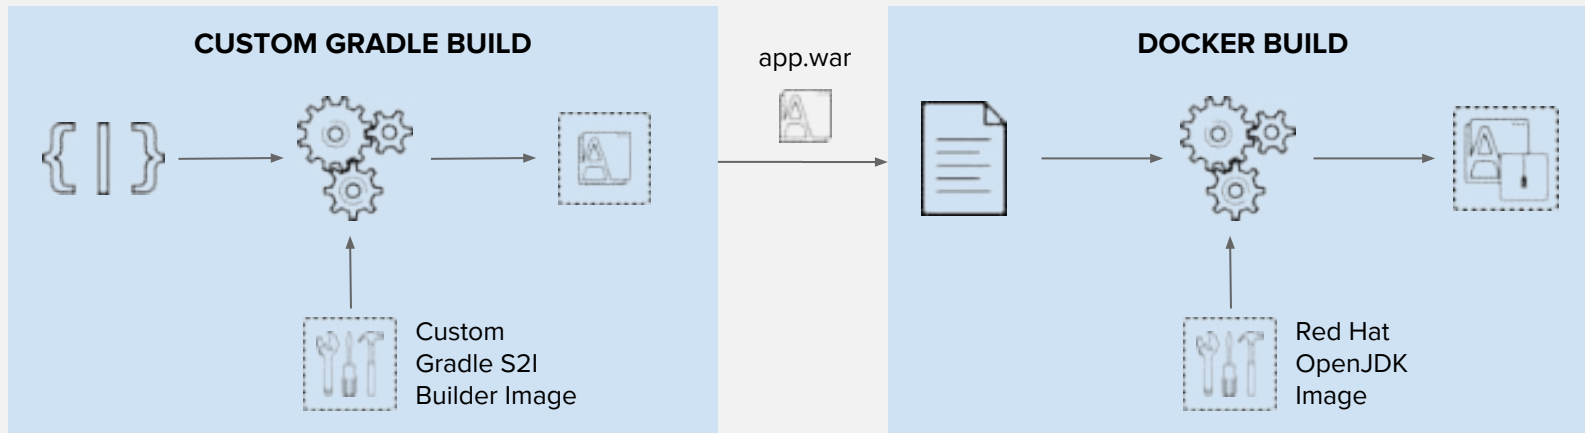 CUSTOM GRADLE BUILD
Custom
Gradle S2I
Builder Image
app.war
DOCKER BUILD
Red Hat
OpenJDK
Image